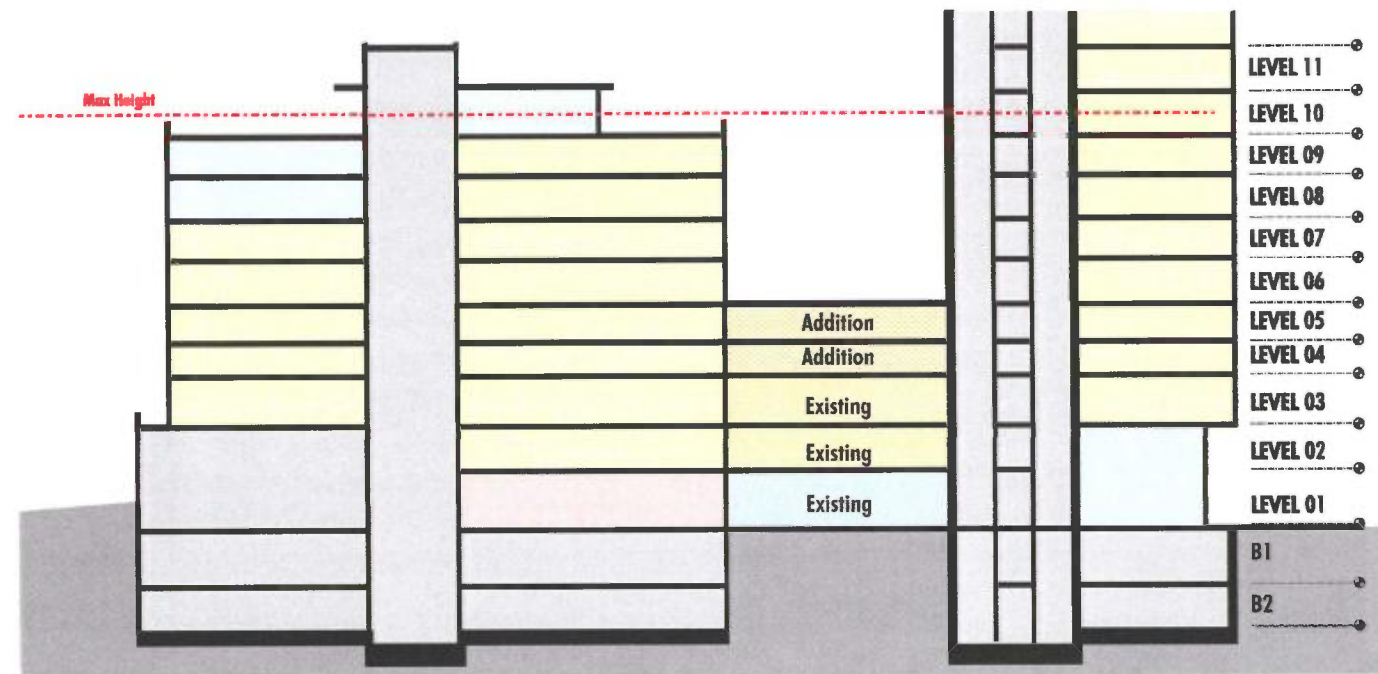 LEVEL 11
Max Height
LEVEL 10
LEVEL 09
LEVEL 08
LEVEL 07
LEVEL 06
Addition
LEVEL 05
Addition
LEVEL 04
Existing
LEVEL 03
Existing
LEVEL 02
Existing
LEVEL 01
B1
B2